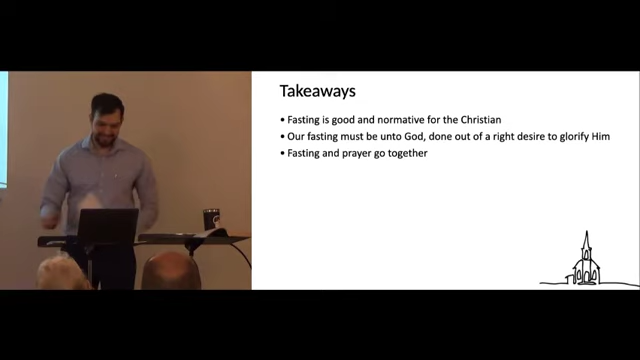 Takeaways
• Fasting is good and normative for the Christian
• Our fasting must be unto God, done out of a right desire to glorify Him
• Fasting and prayer go together